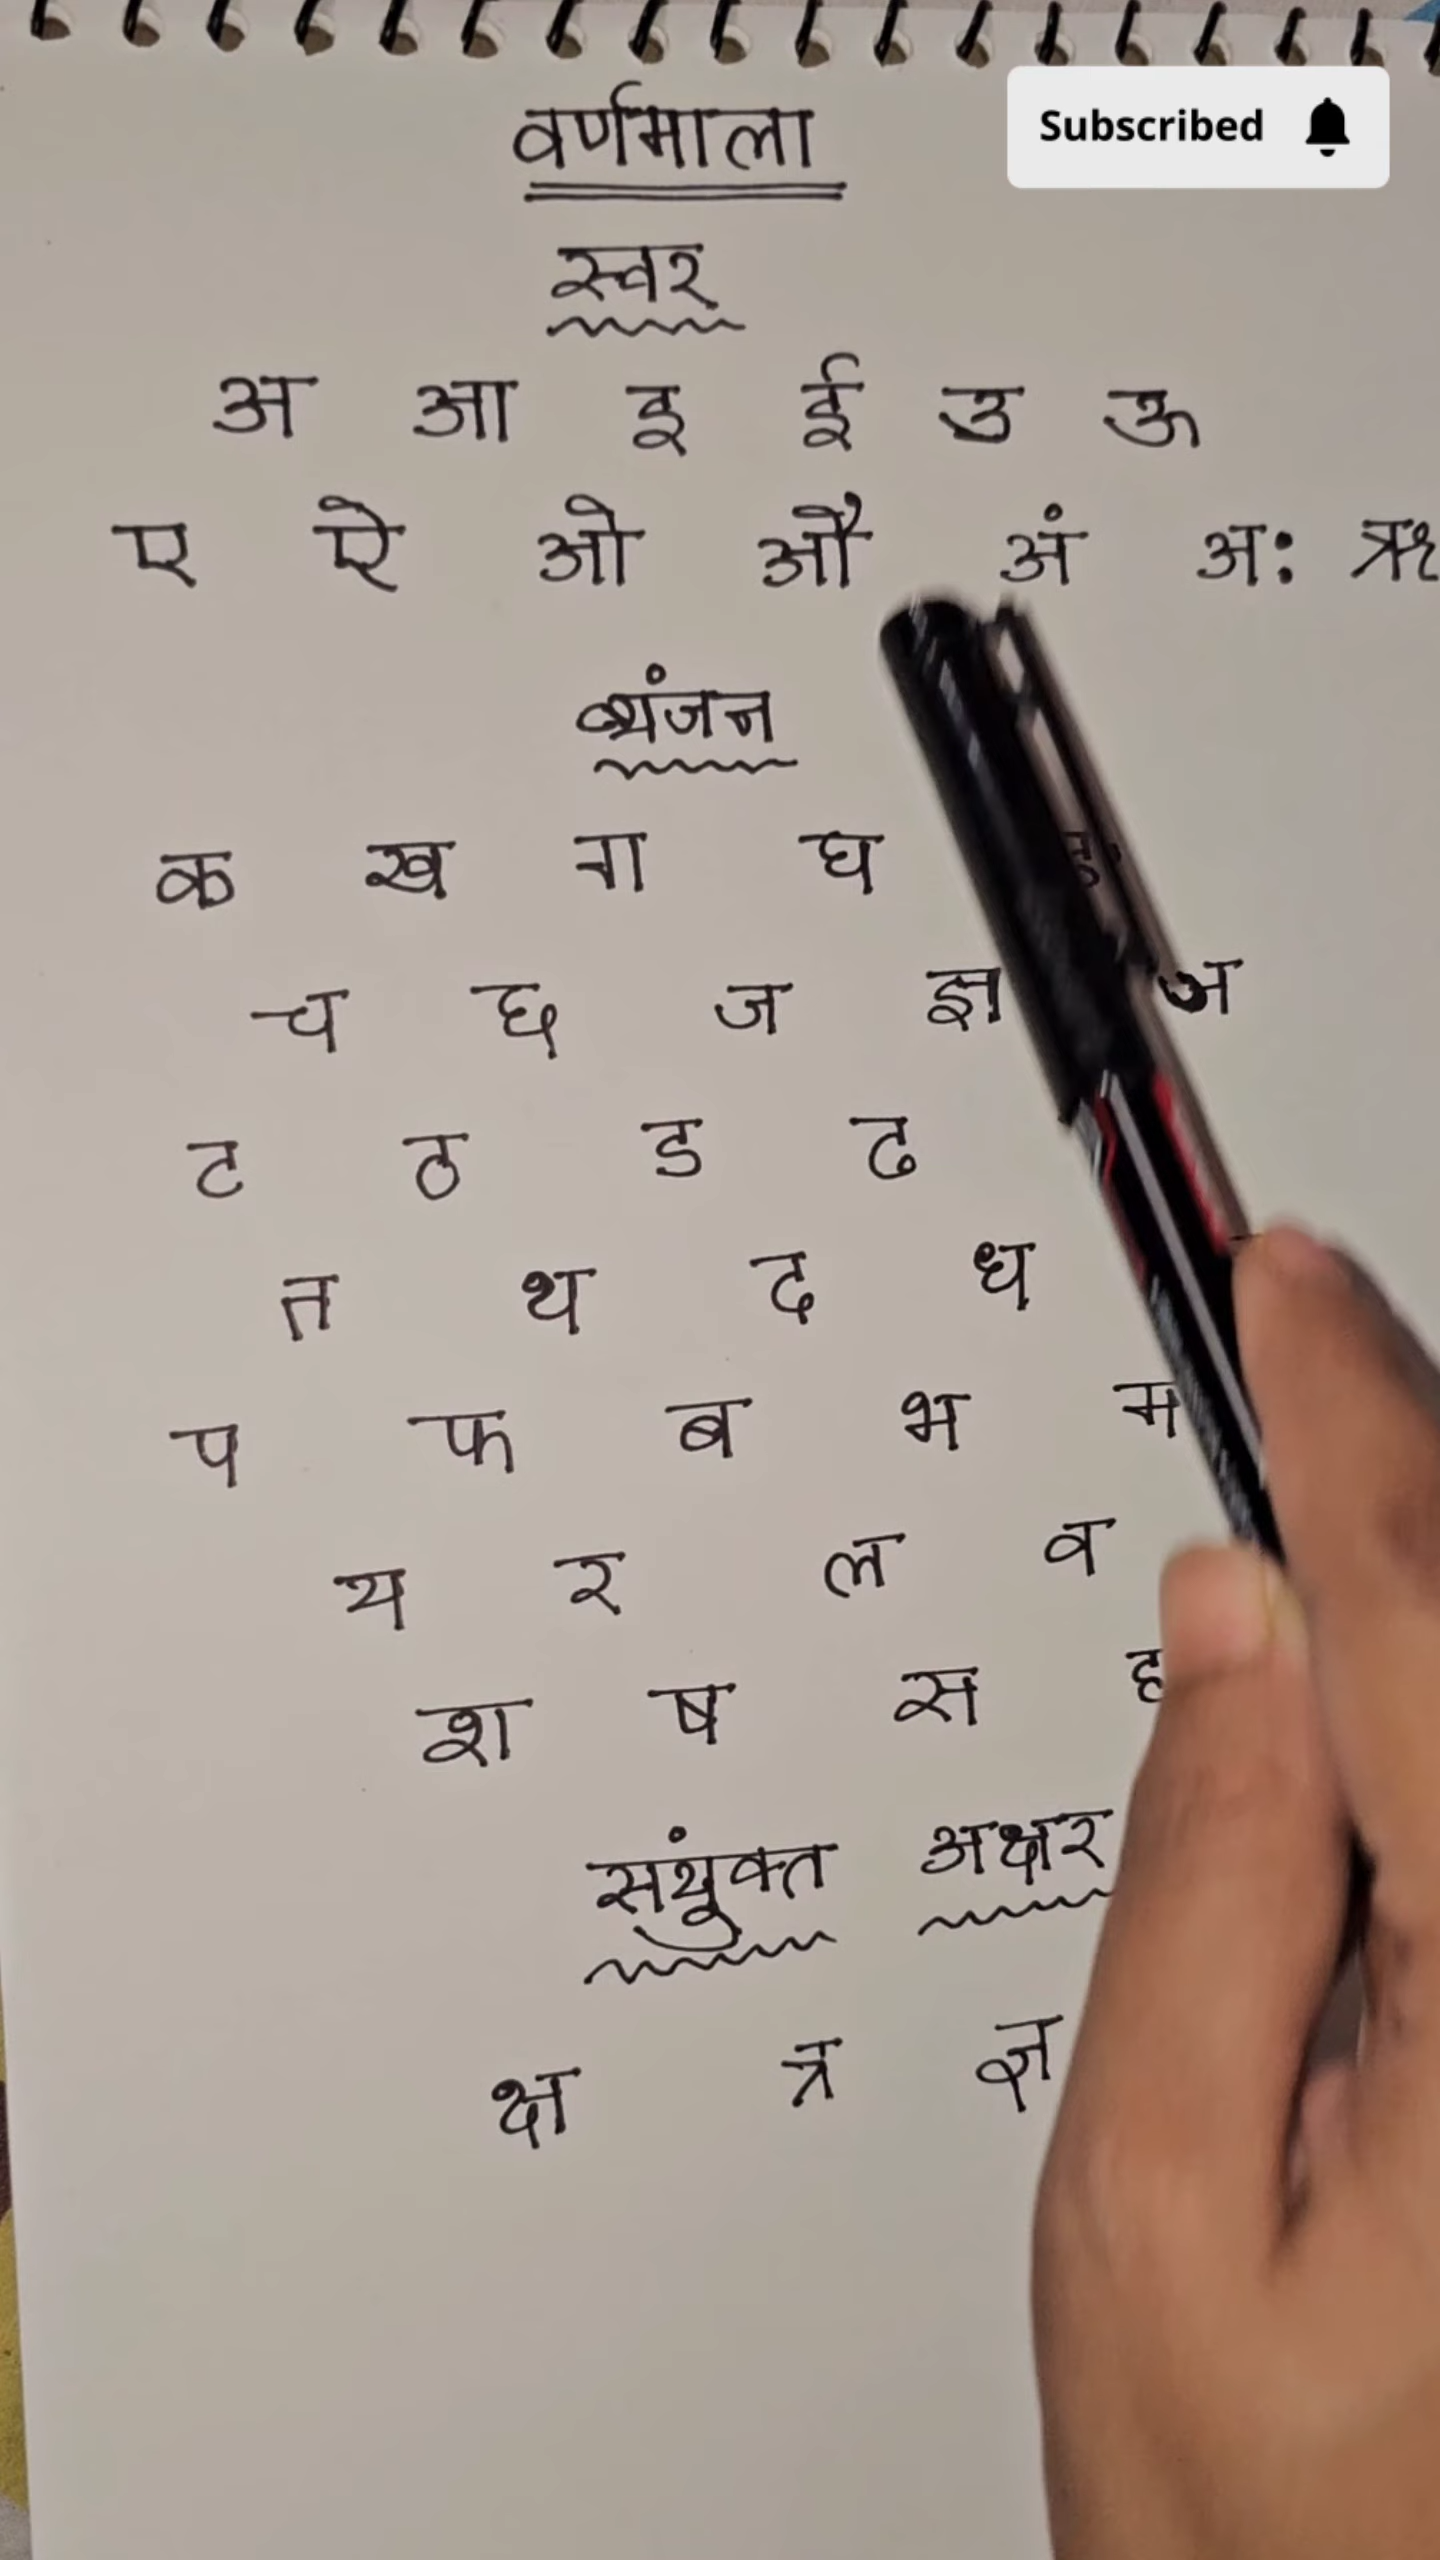 वर्णमाला
Subscribed
स्वर
अ आ इ ई उ ऊ
ए ऐ ओ औ अं अः ऋ
व्यंजन
क ख ग घ ङ
च छ ज झ ञ
ट ठ ड ढ
त थ द ध
प फ ब भ म
य र ल व
श ष स ह
संयुक्त अक्षर
क्ष त्र ज्ञ